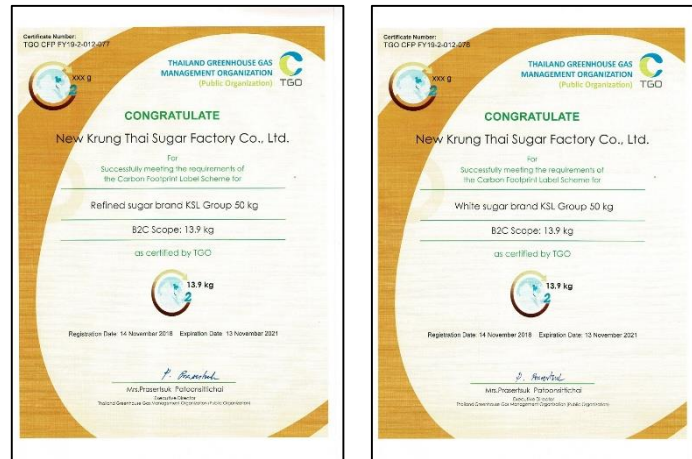 Certificate Number:
TGO CFP FY19-2-012-077
xxx g
2
THAILAND GREENHOUSE GAS
MANAGEMENT ORGANIZATION
(Public Organization)
TGO
CONGRATULATE
New Krung Thai Sugar Factory Co., Ltd.
For
Successfully meeting the requirements of
the Carbon Footprint Label Scheme for
Refined sugar brand KSL Group 50 kg
B2C Scope: 13.9 kg
as certified by TGO
13.9 kg
2
Registration Date: 14 November 2018 Expiration Date: 13 November 2021
Mrs.Prasertsuk Patoonsittichai
Executive Director
Thailand Greenhouse Gas Management Organization (Public Organization)
Certificate Number:
TGO CFP FY19-2-012-078
xxx g
2
THAILAND GREENHOUSE GAS
MANAGEMENT ORGANIZATION
(Public Organization)
TGO
CONGRATULATE
New Krung Thai Sugar Factory Co., Ltd.
For
Successfully meeting the requirements of
the Carbon Footprint Label Scheme for
White sugar brand KSL Group 50 kg
B2C Scope: 13.9 kg
as certified by TGO
13.9 kg
2
Registration Date: 14 November 2018 Expiration Date: 13 November 2021
Mrs.Prasertsuk Patoonsittichai
Executive Director
Thailand Greenhouse Gas Management Organization (Public Organization)